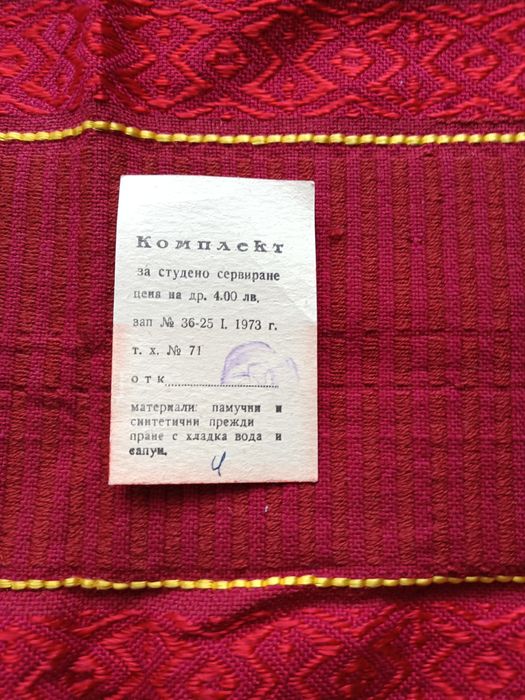 Комплект
за студено сервиране
цена на др. 4.00 лв,
зап № 36-25 I. 1973 г.
т. х. № 71
отк
материали: памучни и
синтетични прежди
пране с хладка вода и
сапун.
4